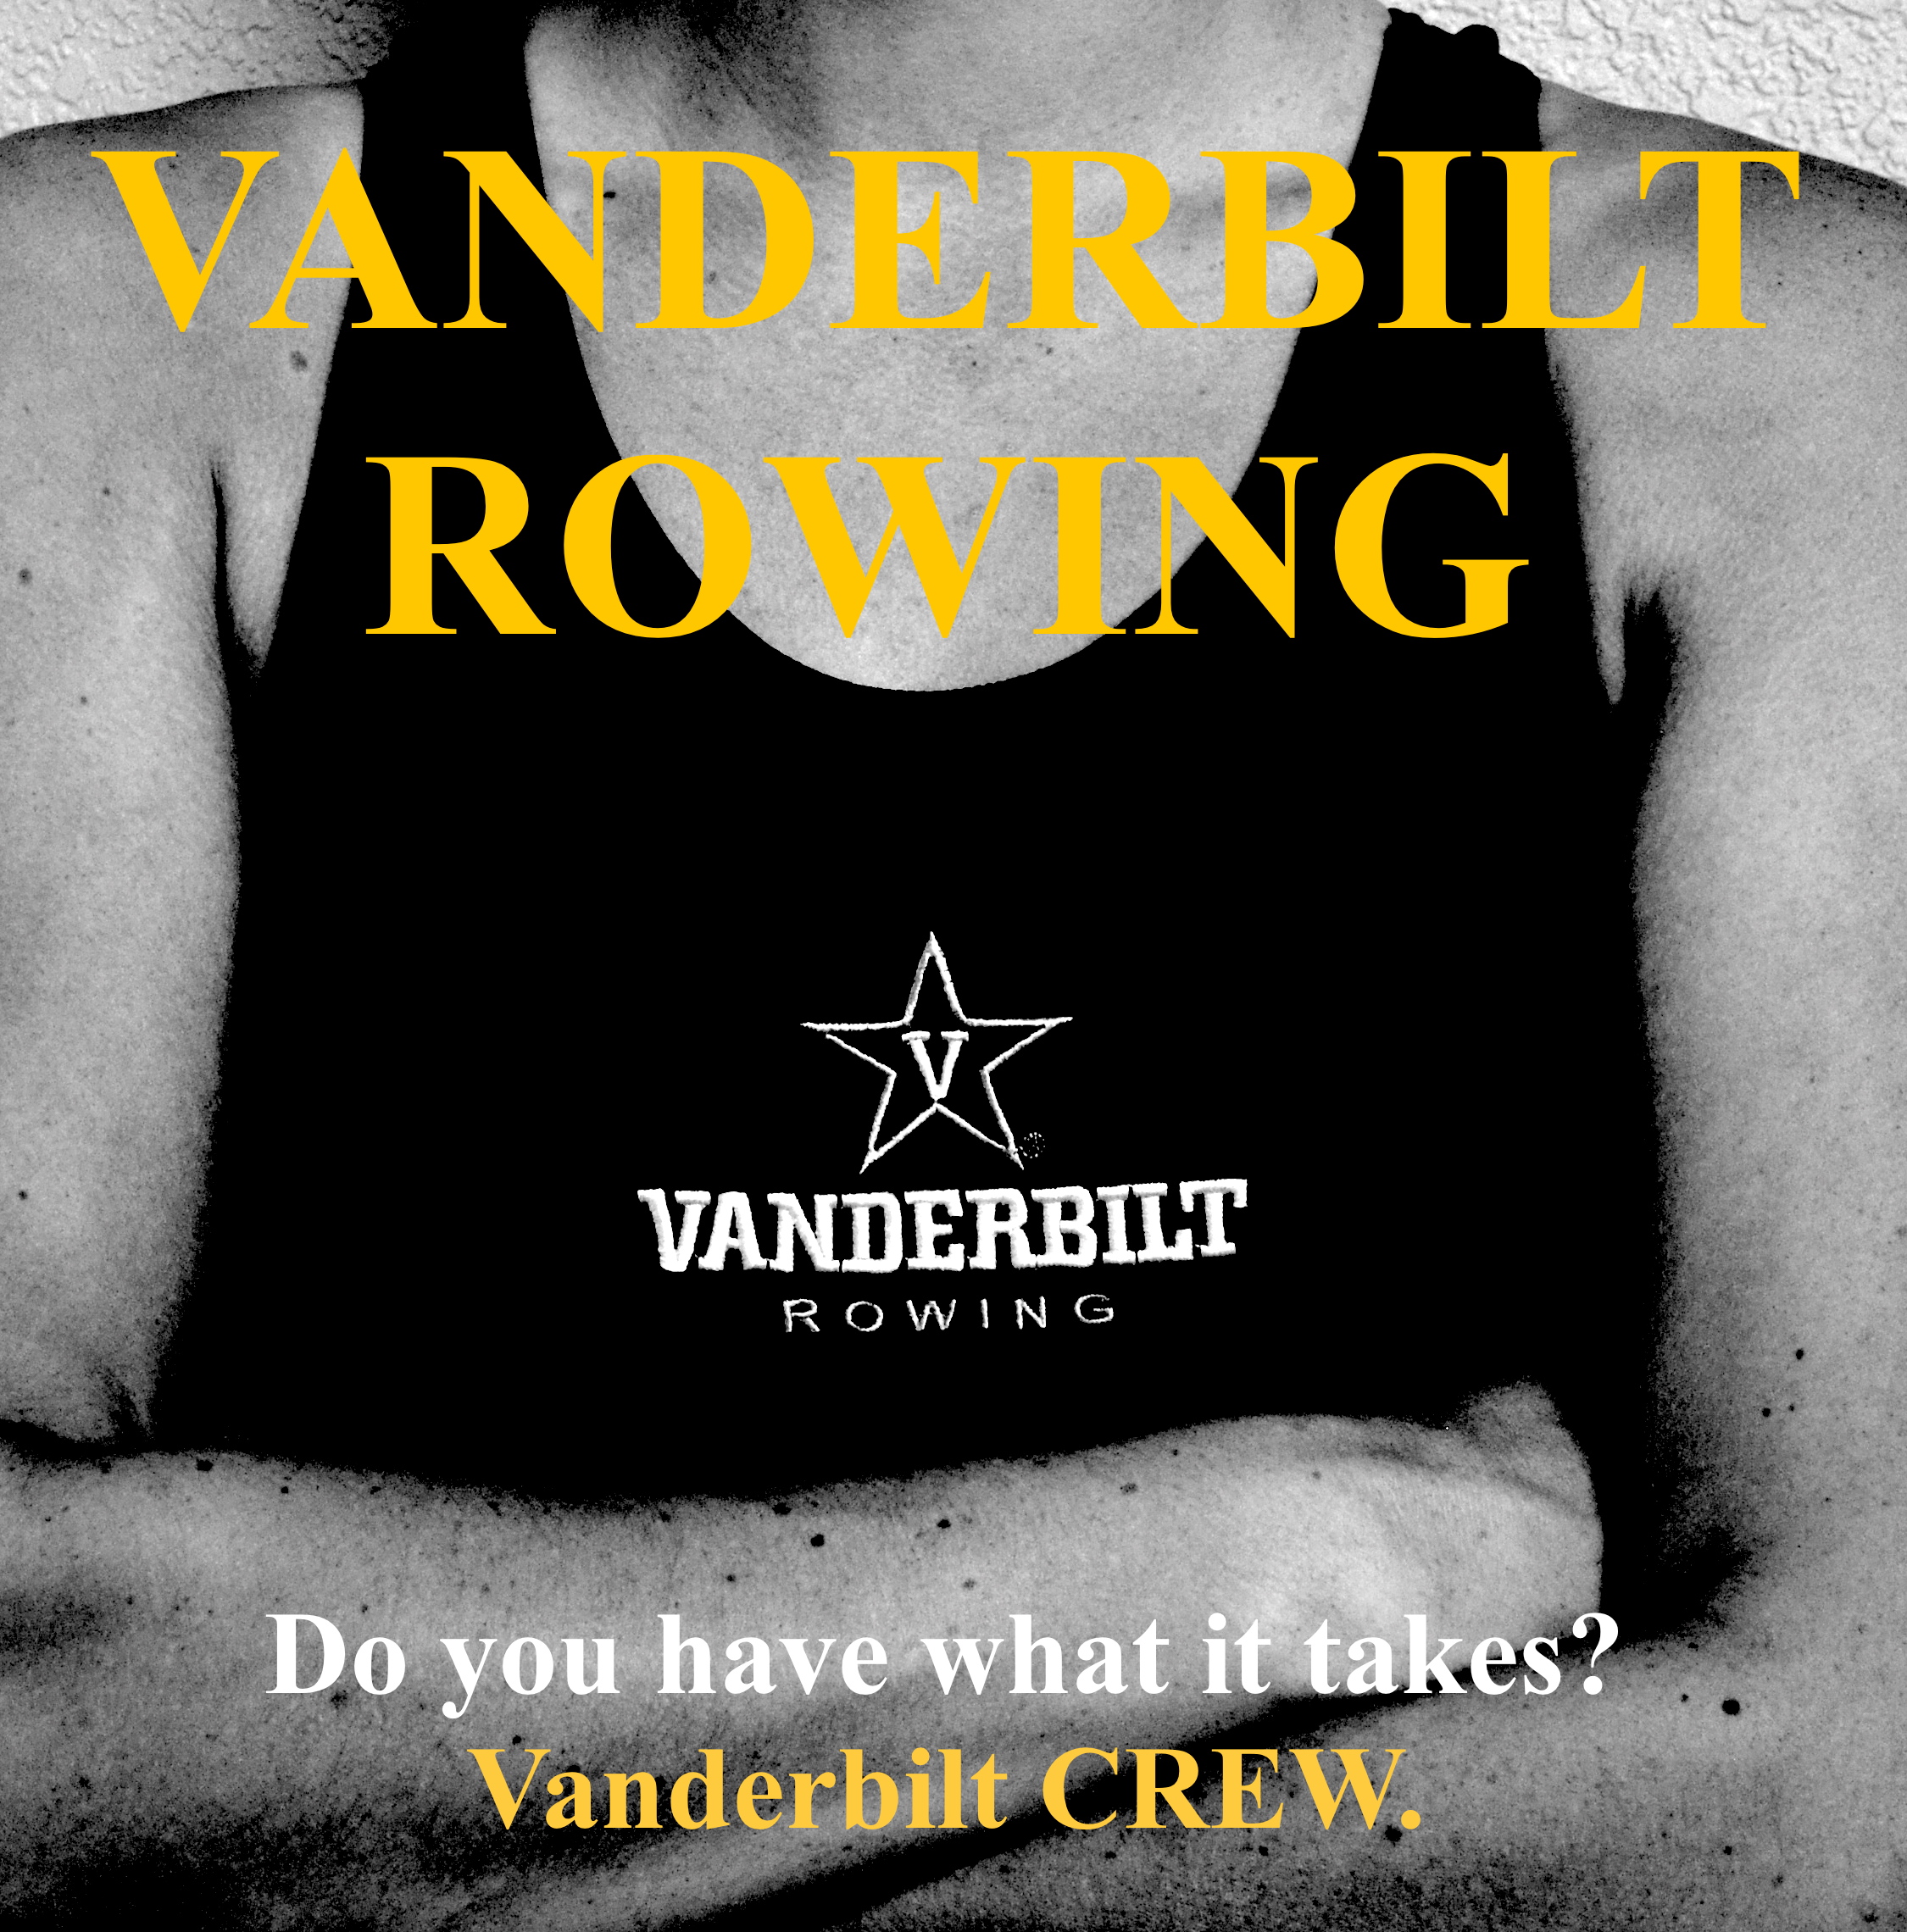 VANDERBILT
ROWING
V
VANDERBILT
ROWING
Do you have what it takes?
Vanderbilt CREW.